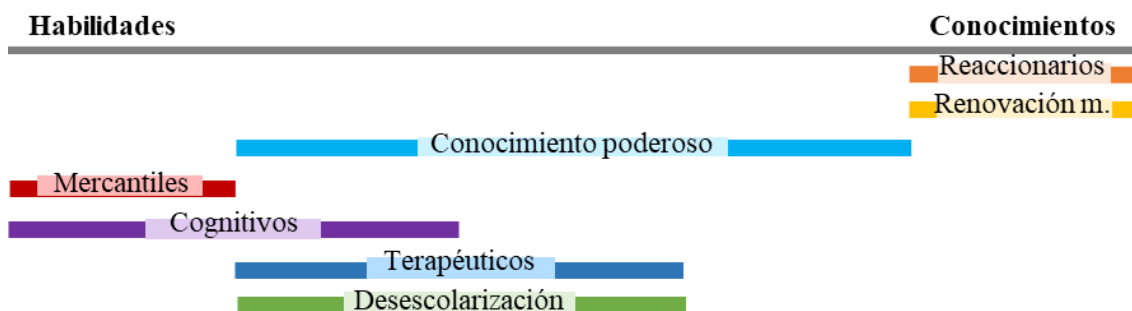 Habilidades
Conocimientos
Reaccionarios
Renovación m.
Conocimiento poderoso
Mercantiles
Cognitivos
Terapéuticos
Desescolarización